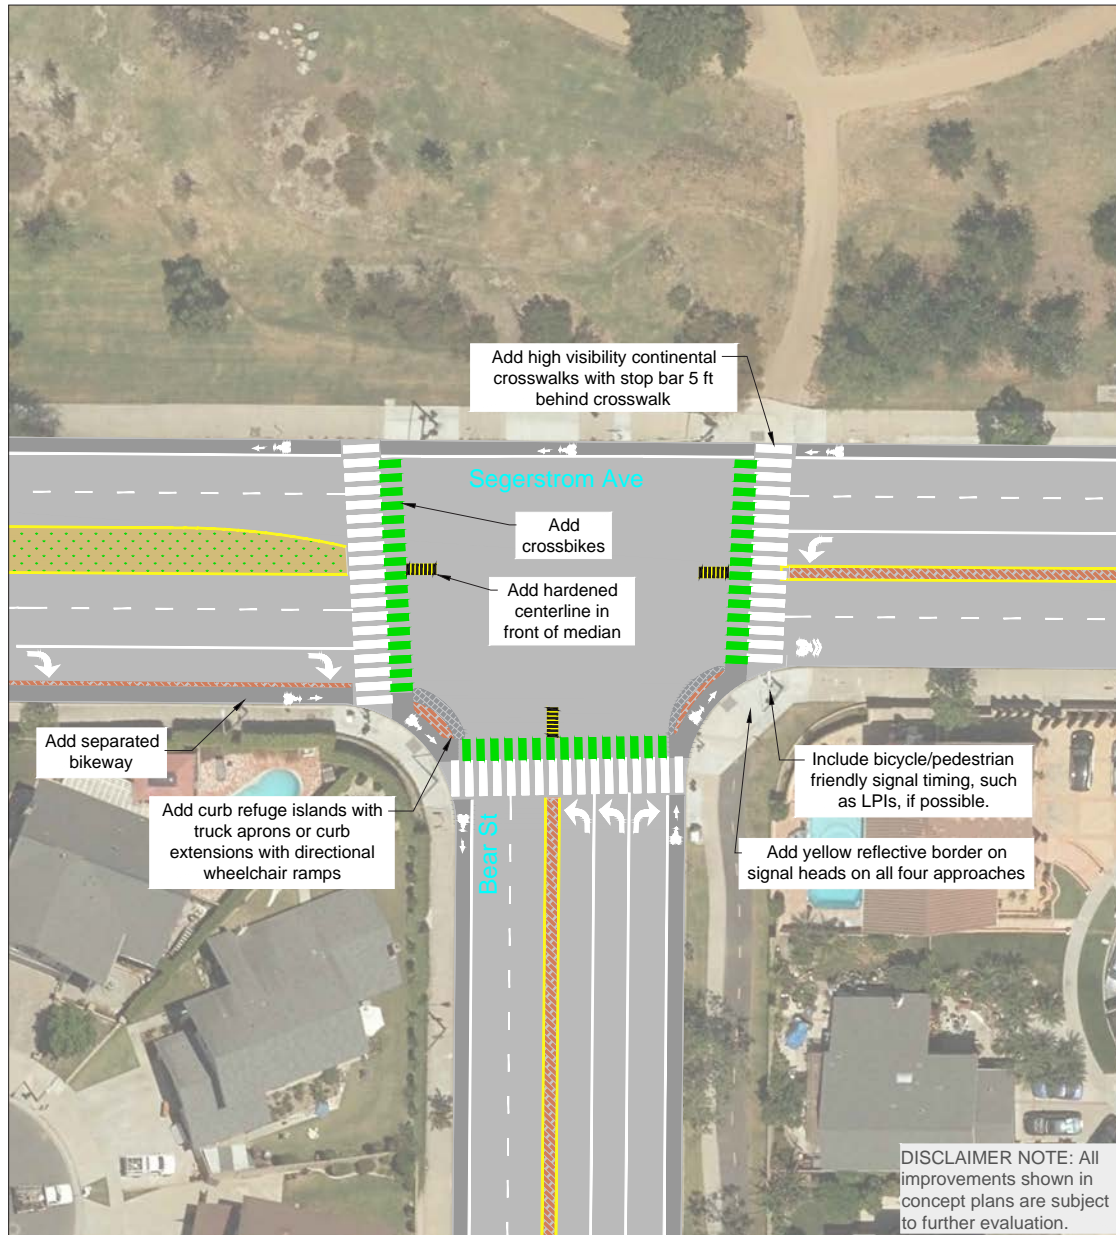 Add high visibility continental
crosswalks with stop bar 5 ft
behind crosswalk
Segerstrom Ave
Add
crossbikes
Add hardened
centerline in
front of median
Add separated
bikeway
Include bicycle/pedestrian
friendly signal timing, such
as LPIs, if possible.
Add curb refuge islands with
truck aprons or curb
extensions with directional
wheelchair ramps
Bear St
Add yellow reflective border on
signal heads on all four approaches
DISCLAIMER NOTE: All
improvements shown in
concept plans are subject
to further evaluation.